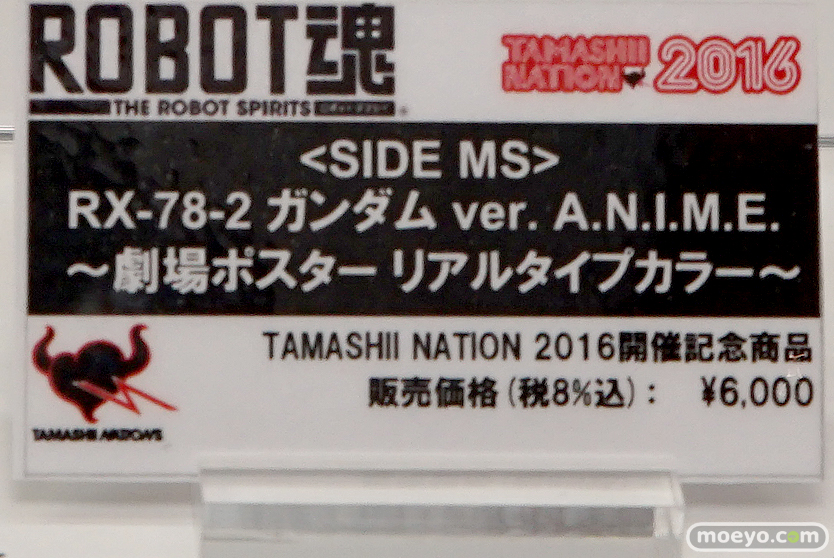 ROBOT魂
THE ROBOT SPIRITS
TAMASHII
NATION 2016
<SIDE MS>
RX-78-2 ガンダム ver. A.N.I.M.E.
～劇場ポスター リアルタイプカラー～
TAMASHII NATION 2016開催記念商品
販売価格(税8%込): ¥6,000
TAMASHII NATIONS
moeyo.com